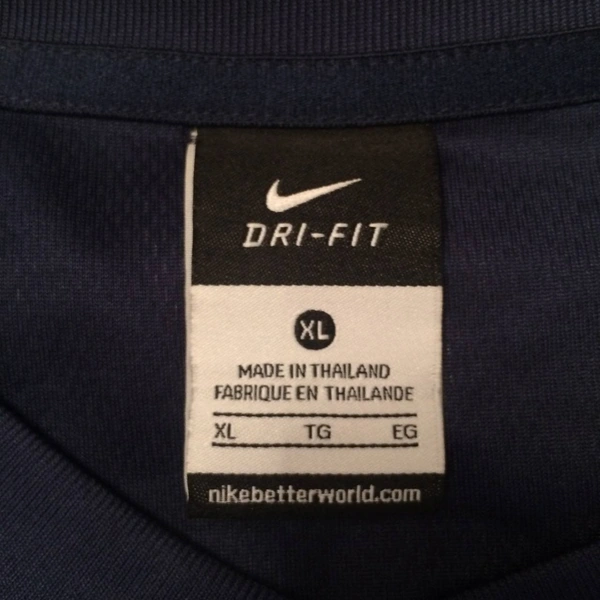 DRI-FIT
XL
MADE IN THAILAND
FABRIQUE EN THAILANDE
XL TG EG
nikebetterworld.com